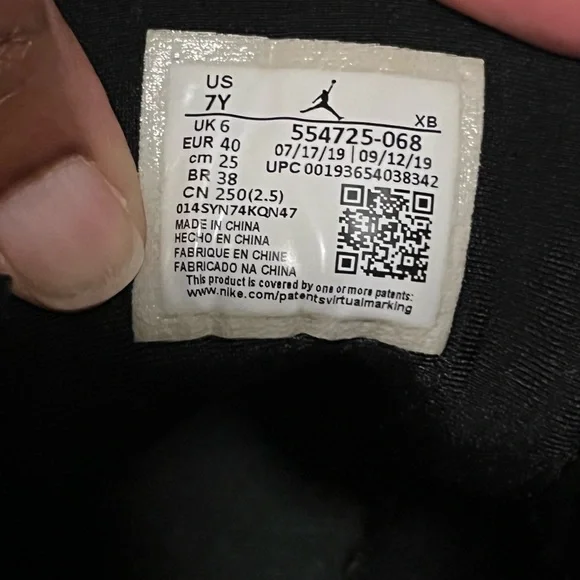 US
7Y
XB
UK 6
554725-068
EUR 40
07/17/19 | 09/12/19
cm 25
UPC 00193654038342
BR 38
CN 250(2.5)
014SYN74KQN47
MADE IN CHINA
HECHO EN CHINA
FABRIQUE EN CHINE
FABRICADO NA CHINA
This product is covered by one or more patents:
www.nike.com/patentsvirtualmarking